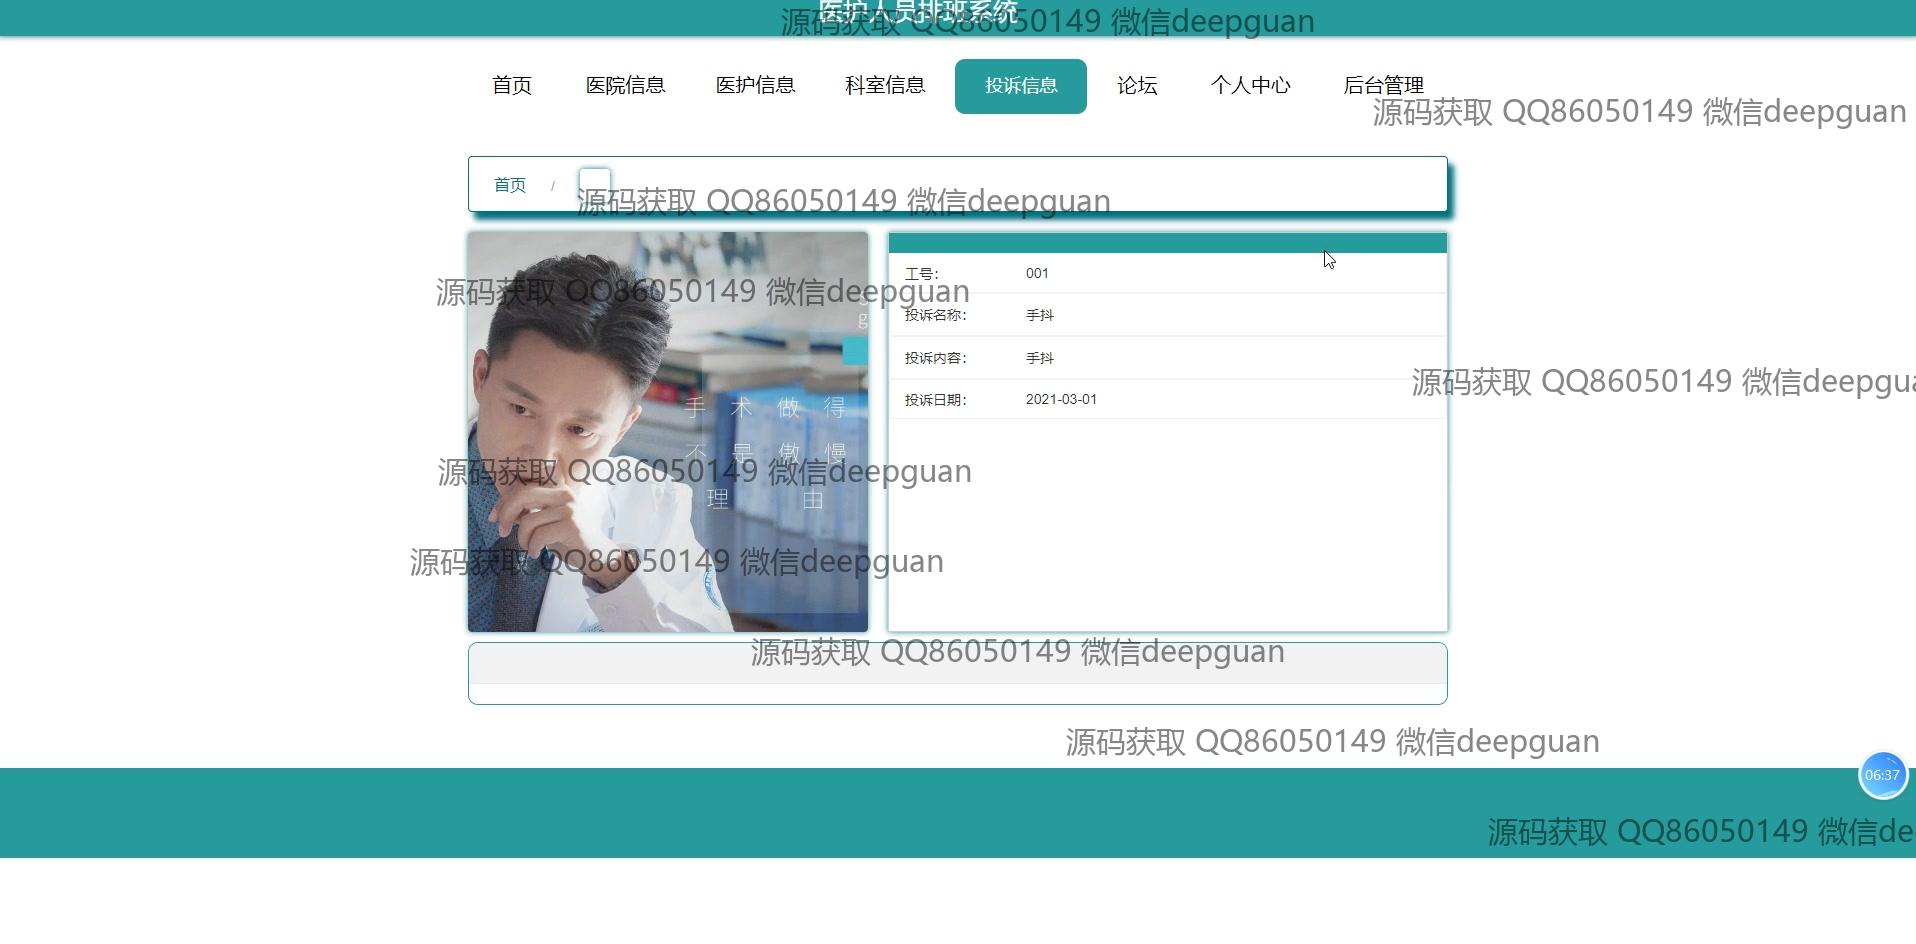 医护人员排班系统
源码获取 QQ86050149 微信deepguan
首页 医院信息 医护信息 科室信息 投诉信息 论坛 个人中心 后台管理
源码获取 QQ86050149 微信deepguan
首页 /
源码获取 QQ86050149 微信deepguan
工号： 001
源码获取 QQ86050149 微信deepguan
投诉名称： 手抖
g
投诉内容： 手抖
源码获取 QQ86050149 微信deepgua
投诉日期： 2021-03-01
手术做得
不是傲慢
源码获取 QQ86050149 微信deepguan
理由
源码获取 QQ86050149 微信deepguan
源码获取 QQ86050149 微信deepguan
源码获取 QQ86050149 微信deepguan
06:37
源码获取 QQ86050149 微信de